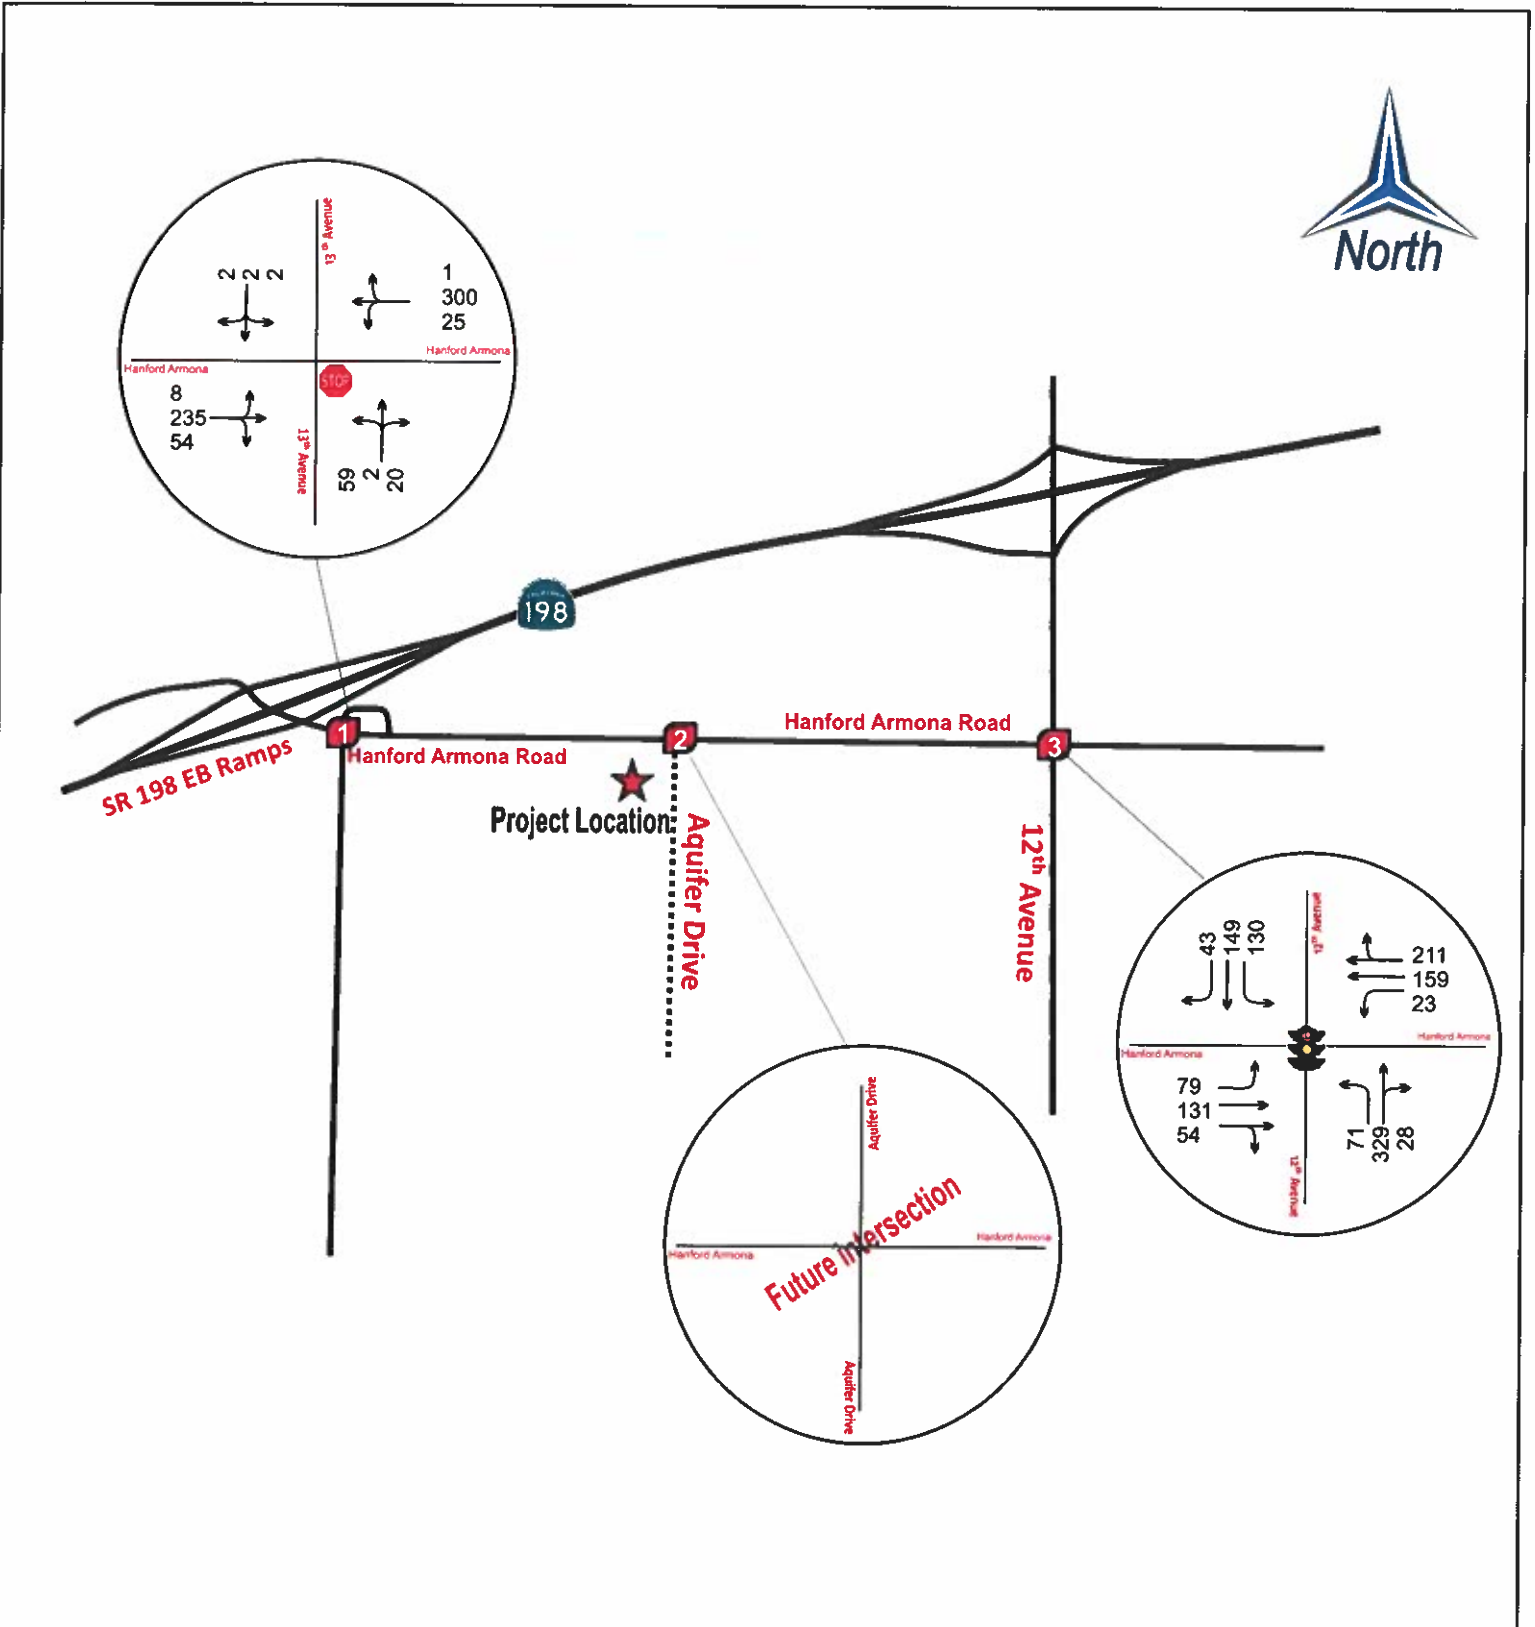 North
13th Avenue
2 2 2
1
300
25
Hanford Armona
Hanford Armona
STOP
8
235
54
13th Avenue
59
2
20
198
1
2
3
Hanford Armona Road
Hanford Armona Road
SR 198 EB Ramps
Project Location
Aquifer Drive
12th Avenue
12th Avenue
43
149
130
211
159
23
Hanford Armona
Hanford Armona
79
131
54
71
329
28
12th Avenue
Aquifer Drive
Future Intersection
Hanford Armona
Hanford Armona
Aquifer Drive